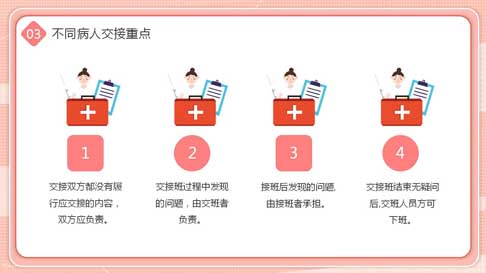 03 不同病人交接重点
1
2
3
4
交接双方都没有履
行应交接的内容，
双方应负责。
交接班过程中发现
的问题，由交班者
负责。
接班后发现的问题,
由接班者承担。
交接班结束无疑问
后,交班人员方可
下班。